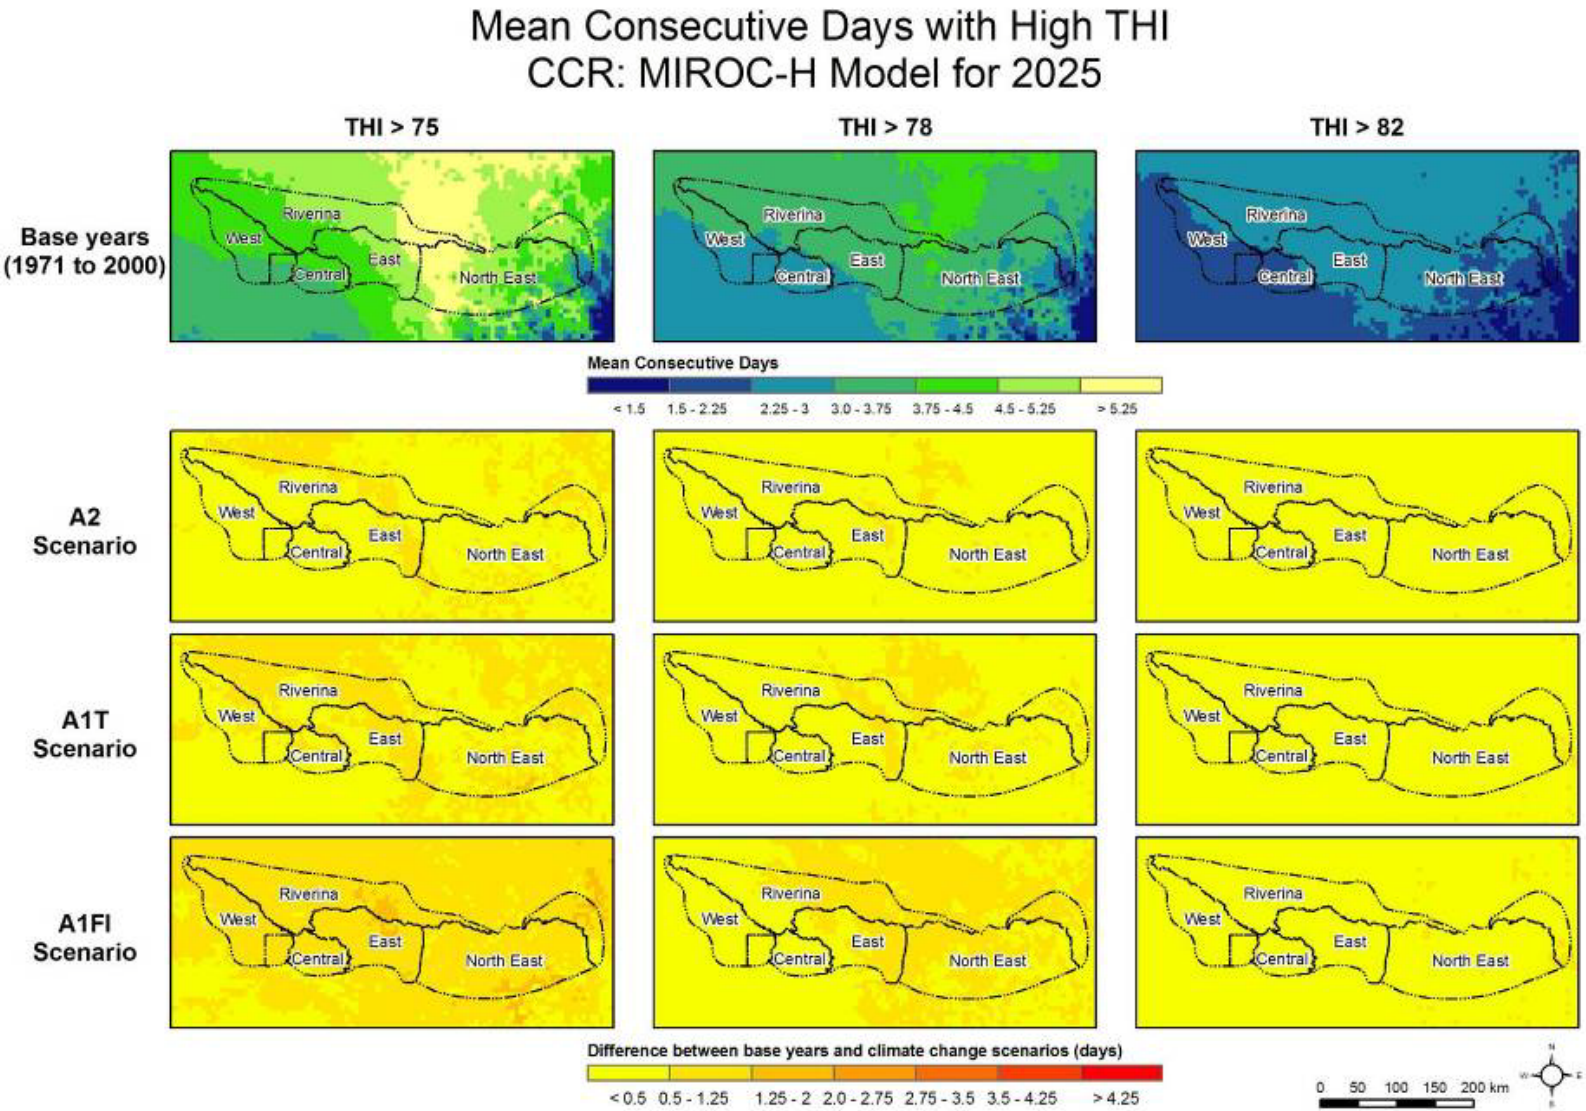 Mean Consecutive Days with High THI
CCR: MIROC-H Model for 2025
THI > 75 THI > 78 THI > 82
Base years
(1971 to 2000)
Riverina West East Central North East
Riverina West East Central North East
Riverina West East Central North East
Mean Consecutive Days
< 1.5 1.5 - 2.25 2.25 - 3 3.0 - 3.75 3.75 - 4.5 4.5 - 5.25 > 5.25
A2
Scenario
Riverina West East Central North East
Riverina West East Central North East
Riverina West East Central North East
A1T
Scenario
Riverina West East Central North East
Riverina West East Central North East
Riverina West East Central North East
A1FI
Scenario
Riverina West East Central North East
Riverina West East Central North East
Riverina West East Central North East
Difference between base years and climate change scenarios (days)
< 0.5 0.5 - 1.25 1.25 - 2 2.0 - 2.75 2.75 - 3.5 3.5 - 4.25 > 4.25
0 50 100 150 200 km
N
W E
S